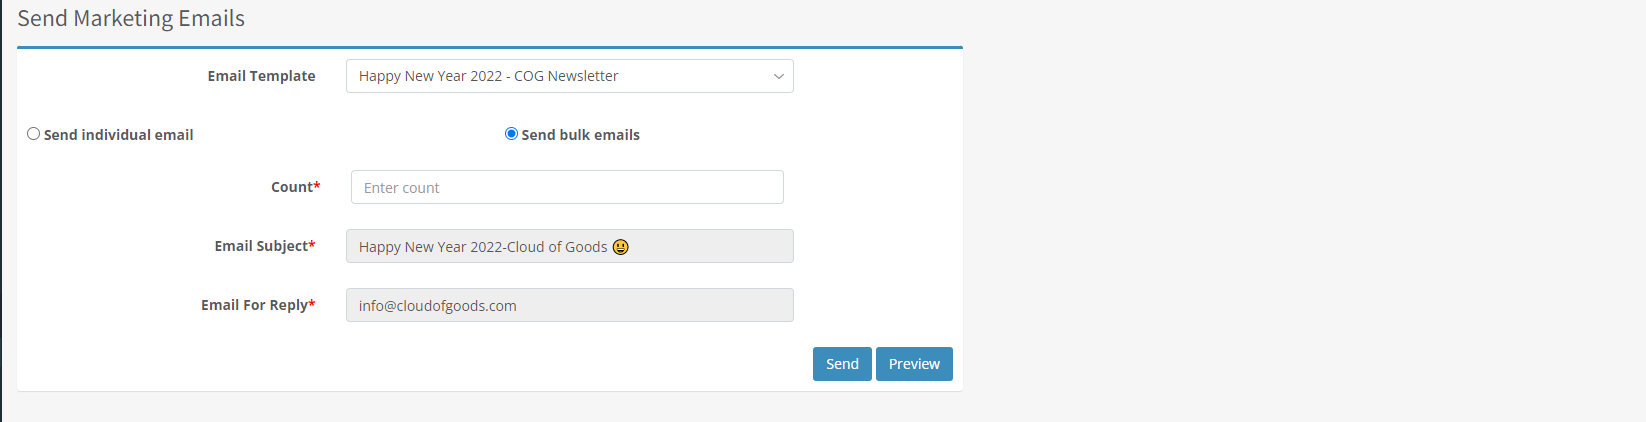 Send Marketing Emails
Email Template Happy New Year 2022 - COG Newsletter
Send individual email Send bulk emails
Count* Enter count
Email Subject* Happy New Year 2022-Cloud of Goods 😃
Email For Reply* info@cloudofgoods.com
Send Preview